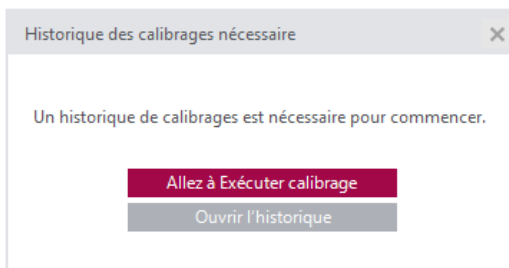 Historique des calibrages nécessaire
Un historique de calibrages est nécessaire pour commencer.
Allez à Exécuter calibrage
Ouvrir l'historique